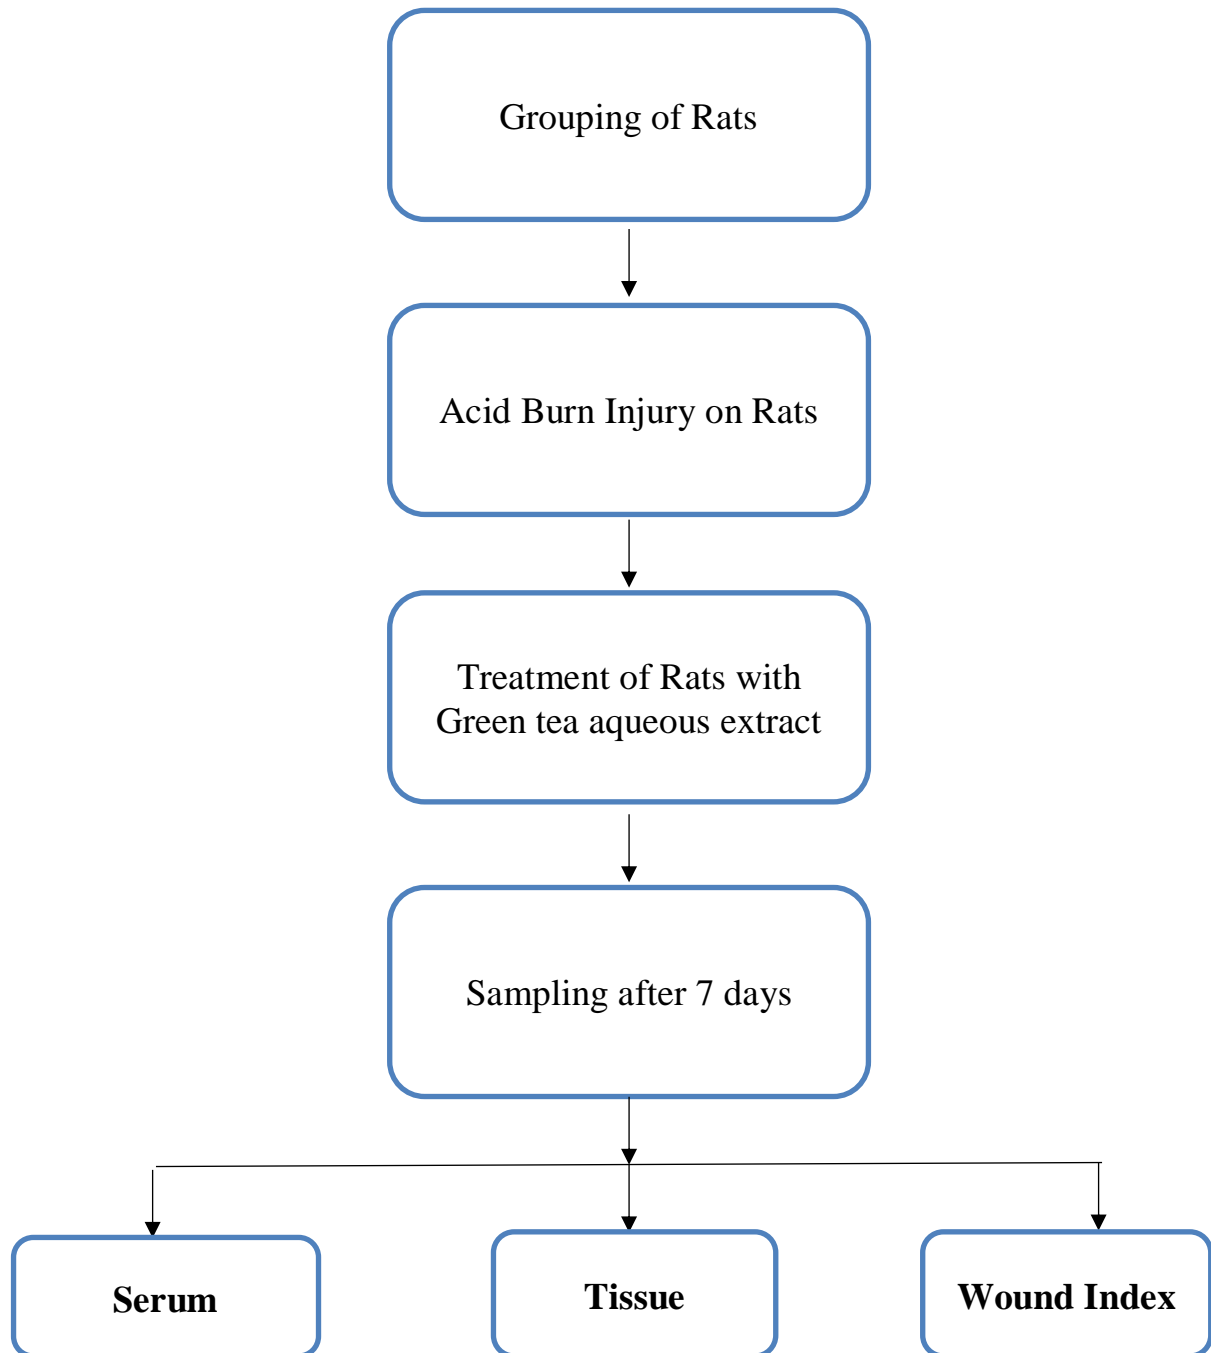 Grouping of Rats
Acid Burn Injury on Rats
Treatment of Rats with
Green tea aqueous extract
Sampling after 7 days
Serum
Tissue
Wound Index